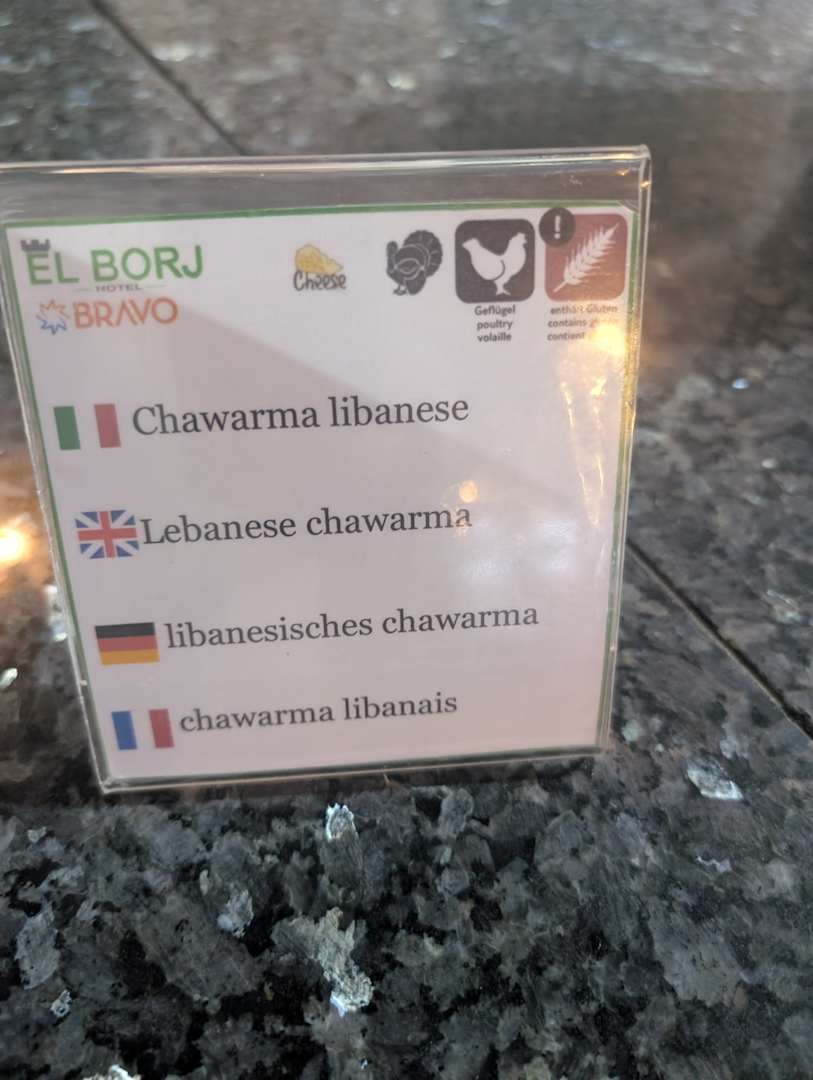 EL BORJ
HOTEL
BRAVO
Cheese
Geflügel
poultry
volaille
!
enthält Gluten
contains
contient
Chawarma libanese
Lebanese chawarma
libanesisches chawarma
chawarma libanais